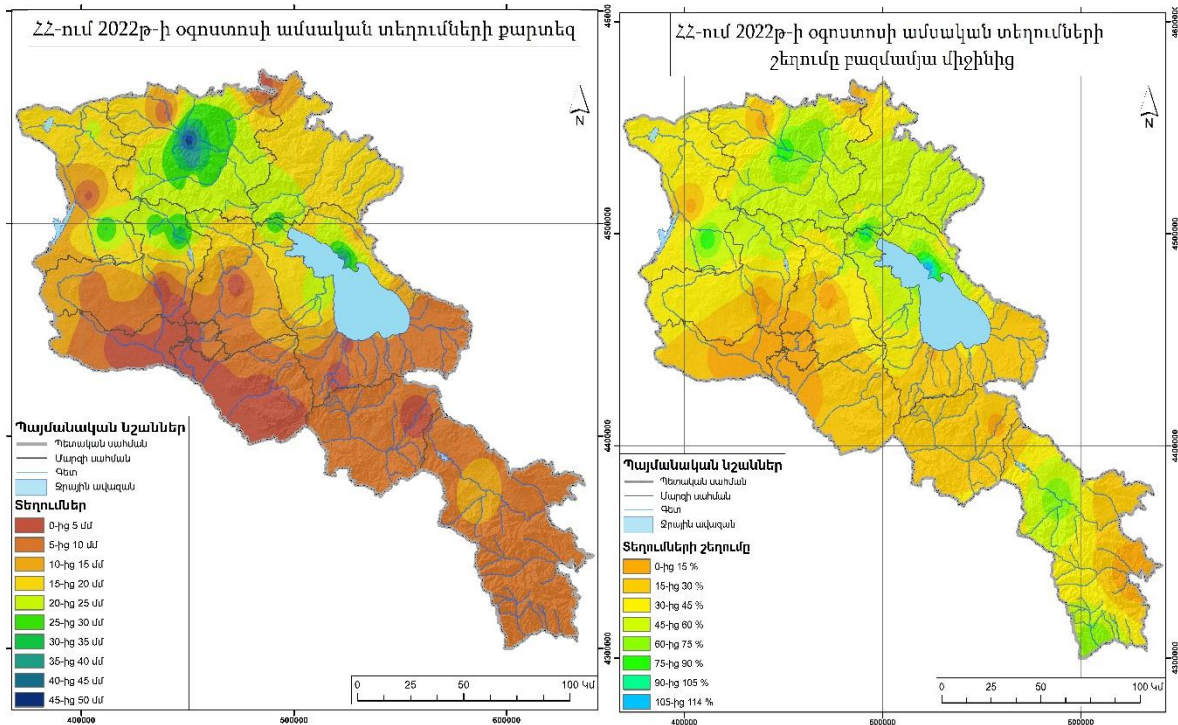 ՀՀ-ում 2022թ-ի օգոստոսի ամսական տեղումների քարտեզ
N
Պայմանական նշաններ
Պետական սահման
Մարզի սահման
Գետ
Ջրային ավազան
Տեղումներ
0-ից 5 մմ
5-ից 10 մմ
10-ից 15 մմ
15-ից 20 մմ
20-ից 25 մմ
25-ից 30 մմ
30-ից 35 մմ
35-ից 40 մմ
40-ից 45 մմ
45-ից 50 մմ
0 25 50 100 Կմ
400000 500000 600000
4500000
4400000
4300000
ՀՀ-ում 2022թ-ի օգոստոսի ամսական տեղումների
շեղումը բազմամյա միջինից
N
Պայմանական նշաններ
Պետական սահման
Մարզի սահման
Գետ
Ջրային ավազան
Տեղումների շեղումը
0-ից 15 %
15-ից 30 %
30-ից 45 %
45-ից 60 %
60-ից 75 %
75-ից 90 %
90-ից 105 %
105-ից 114 %
0 25 50 100 Կմ
400000 500000
4500000
4400000
4300000